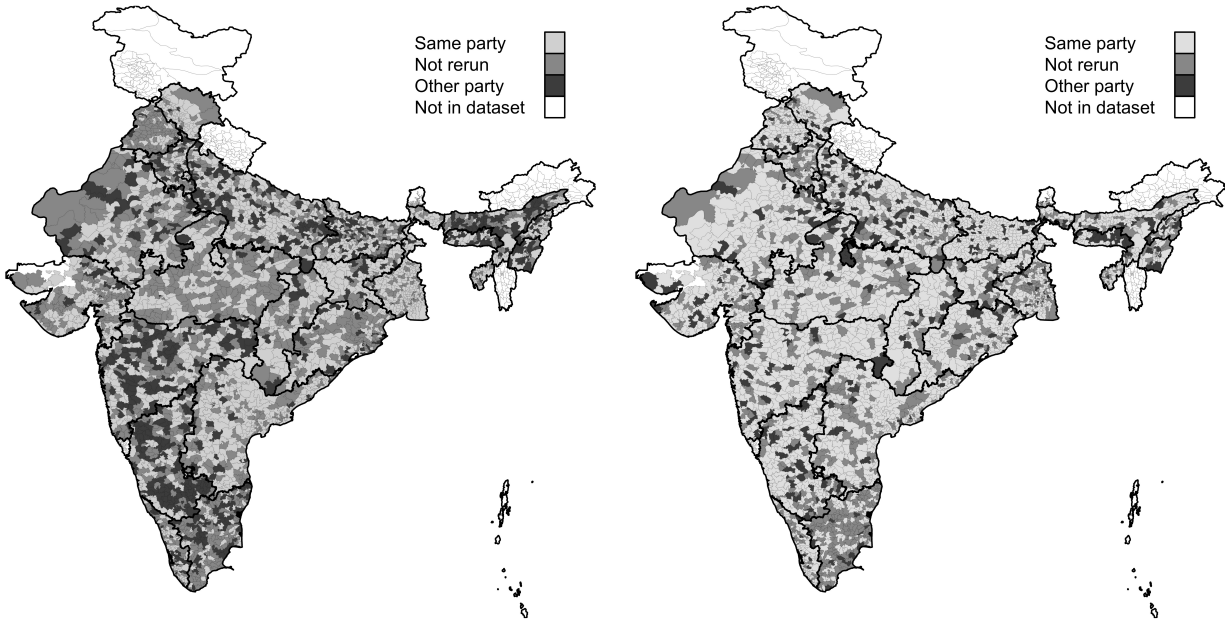 Same party
Not rerun
Other party
Not in dataset
Same party
Not rerun
Other party
Not in dataset